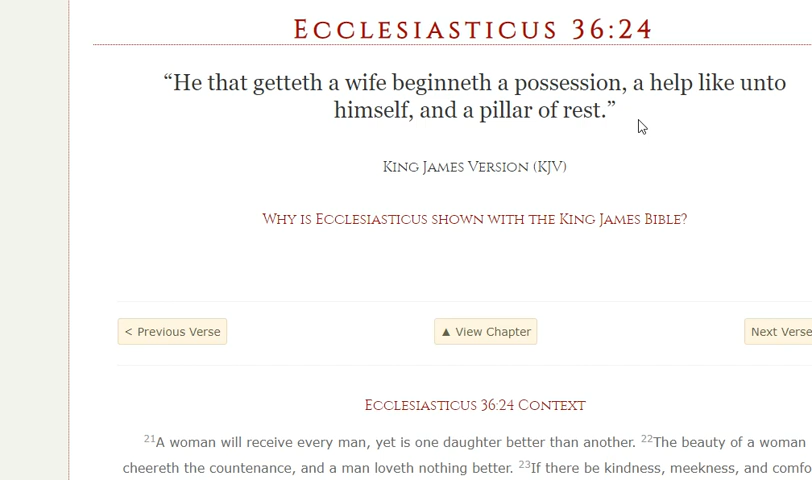 ECCLESIASTICUS 36:24
“He that getteth a wife beginneth a possession, a help like unto
himself, and a pillar of rest.”
KING JAMES VERSION (KJV)
WHY IS ECCLESIASTICUS SHOWN WITH THE KING JAMES BIBLE?
< Previous Verse ▲ View Chapter Next Verse
ECCLESIASTICUS 36:24 CONTEXT
21A woman will receive every man, yet is one daughter better than another. 22The beauty of a woman
cheereth the countenance, and a man loveth nothing better. 23If there be kindness, meekness, and comfo